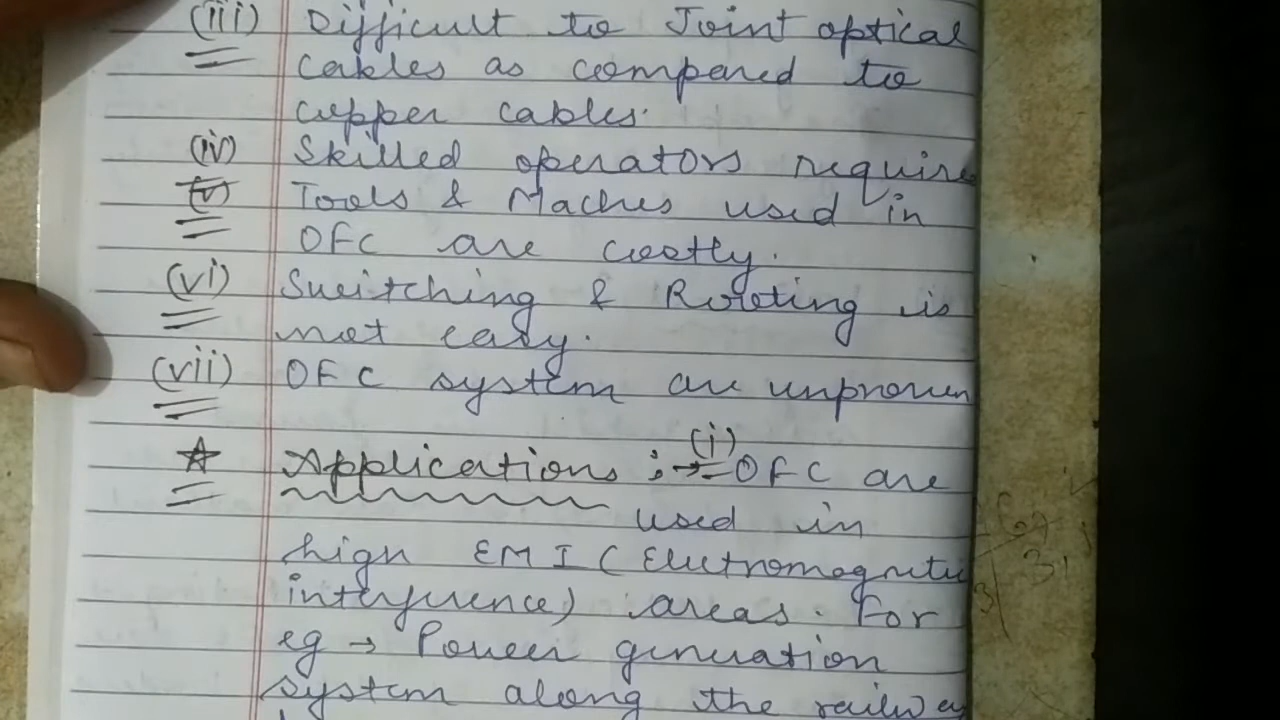 (iii) Difficult to Joint optical
cables as compared to
cupper cables.
(iv) Skilled operators require
(v) Tools & Maches used in
OFC are costly.
(vi) Switching & Routing is
not easy.
(vii) OFC system are unproven
☆ Applications :→ (i) OFC are
used in
high EMI (Eletromagnetic
interference) areas. For
eg → Power generation
system along the railway